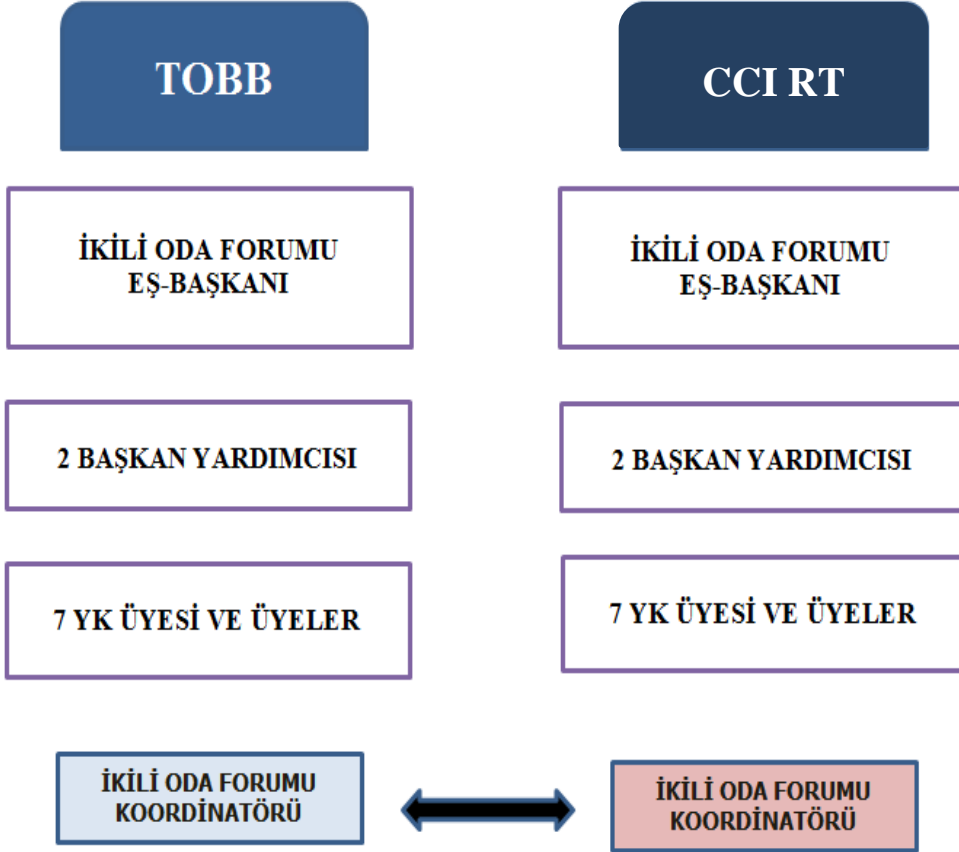 TOBB
CCI RT
İKİLİ ODA FORUMU
EŞ-BAŞKANI
İKİLİ ODA FORUMU
EŞ-BAŞKANI
2 BAŞKAN YARDIMCISI
2 BAŞKAN YARDIMCISI
7 YK ÜYESİ VE ÜYELER
7 YK ÜYESİ VE ÜYELER
İKİLİ ODA FORUMU
KOORDİNATÖRÜ
İKİLİ ODA FORUMU
KOORDİNATÖRÜ